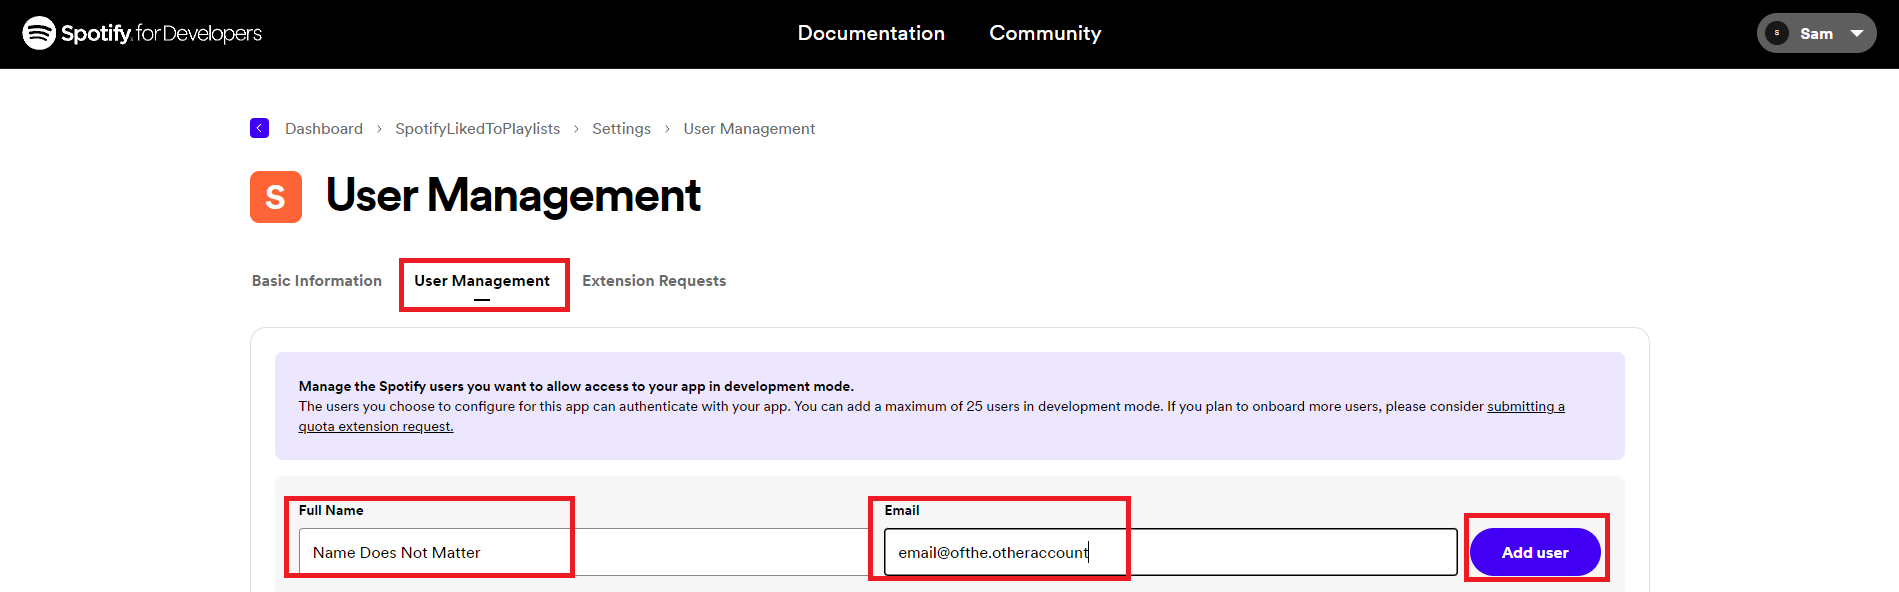 Spotify for Developers
Documentation
Community
S Sam
Dashboard > SpotifyLikedToPlaylists > Settings > User Management
S User Management
Basic Information
User Management
Extension Requests
Manage the Spotify users you want to allow access to your app in development mode.
The users you choose to configure for this app can authenticate with your app. You can add a maximum of 25 users in development mode. If you plan to onboard more users, please consider submitting a
quota extension request.
Full Name
Email
Name Does Not Matter
email@ofthe.otheraccount
Add user